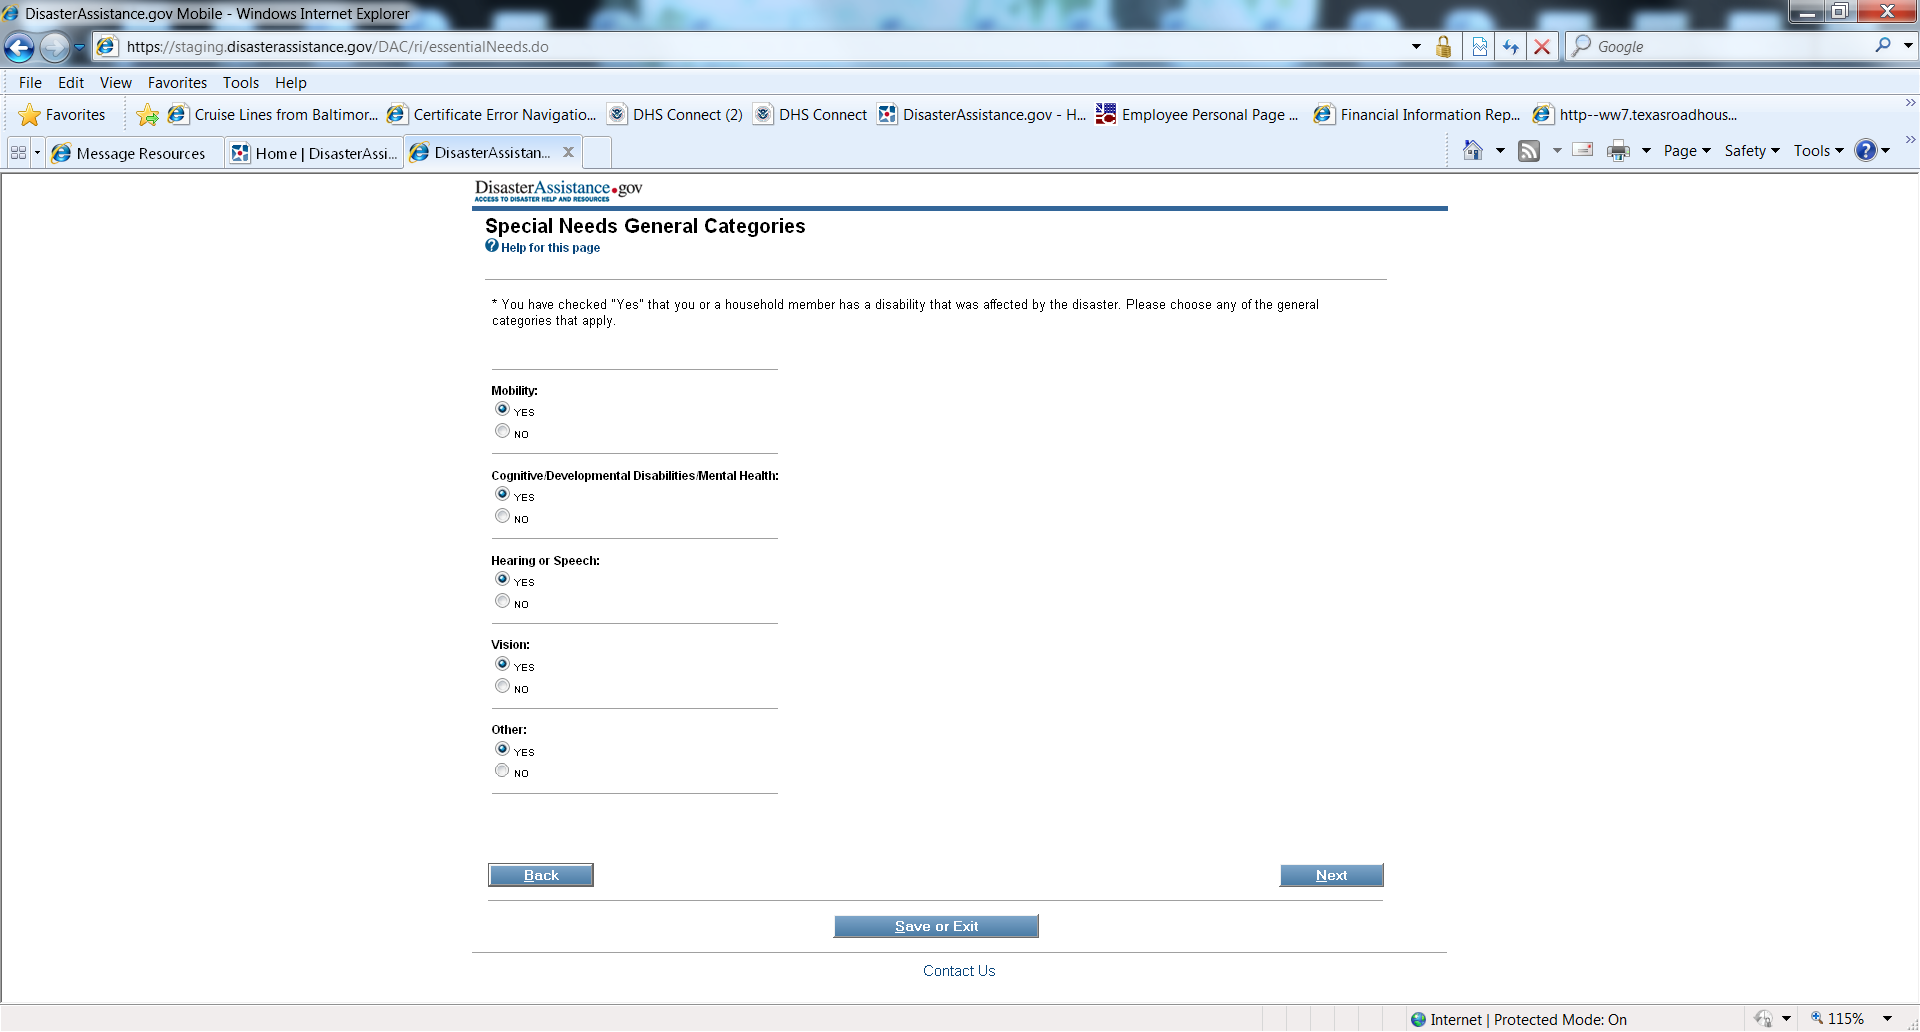 DisasterAssistance.gov Mobile - Windows Internet Explorer
https://staging.disasterassistance.gov/DAC/ri/essentialNeeds.do
Google
File Edit View Favorites Tools Help
Favorites Cruise Lines from Baltimor... Certificate Error Navigatio... DHS Connect (2) DHS Connect DisasterAssistance.gov - H... Employee Personal Page ... Financial Information Rep... http--ww7.texasroadhous...
Message Resources Home | DisasterAssi... DisasterAssistan... Page Safety Tools
DisasterAssistance.gov
ACCESS TO DISASTER HELP AND RESOURCES
Special Needs General Categories
Help for this page
* You have checked "Yes" that you or a household member has a disability that was affected by the disaster. Please choose any of the general
categories that apply.
Mobility:
YES
NO
Cognitive/Developmental Disabilities/Mental Health:
YES
NO
Hearing or Speech:
YES
NO
Vision:
YES
NO
Other:
YES
NO
Back Next
Save or Exit
Contact Us
Internet | Protected Mode: On 115%